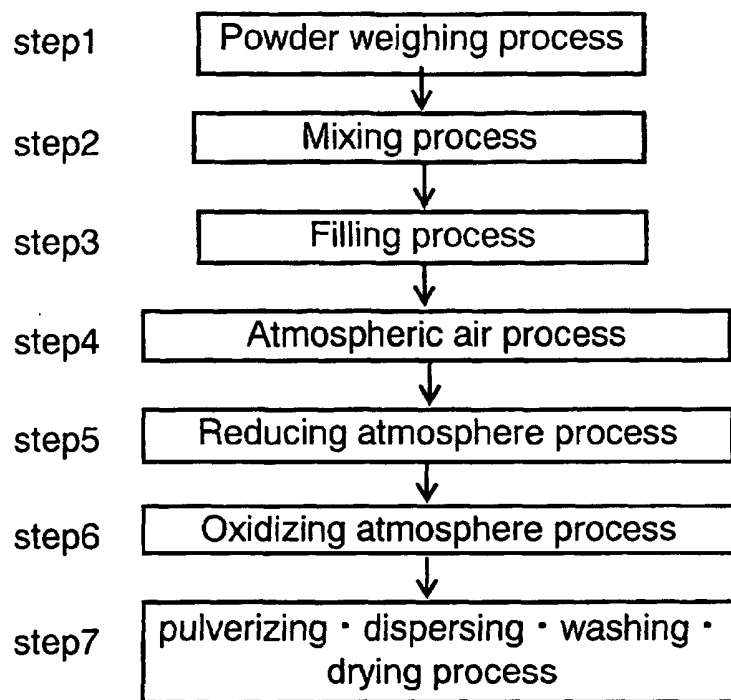 step1 Powder weighing process
step2 Mixing process
step3 Filling process
step4 Atmospheric air process
step5 Reducing atmosphere process
step6 Oxidizing atmosphere process
step7 pulverizing・dispersing・washing・
drying process